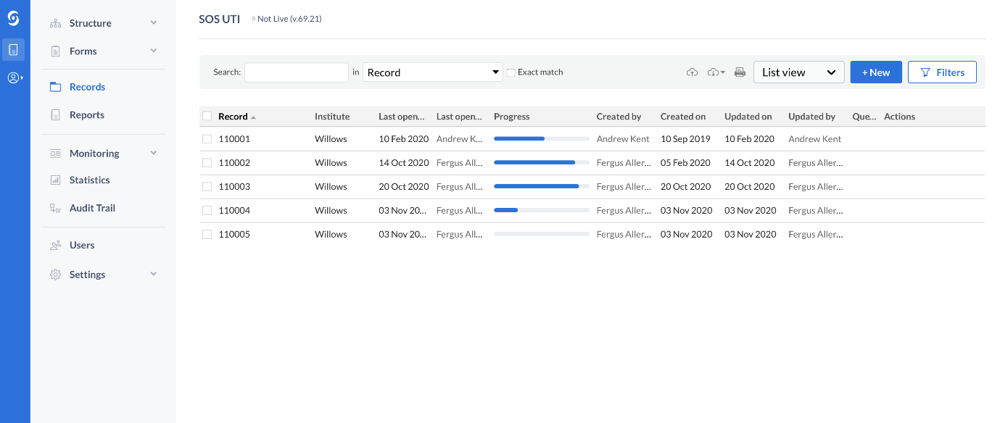 SOS UTI Not Live (v.69.21)
Structure
Forms
Records
Reports
Monitoring
Statistics
Audit Trail
Users
Settings
Search: in Record Exact match List view + New Filters
Record Institute Last open... Last open... Progress Created by Created on Updated on Updated by Que... Actions
110001 Willows 10 Feb 2020 Andrew K... Andrew Kent 10 Sep 2019 10 Feb 2020 Andrew Kent
110002 Willows 14 Oct 2020 Fergus All... Fergus Aller... 05 Feb 2020 14 Oct 2020 Fergus Aller...
110003 Willows 20 Oct 2020 Fergus All... Fergus Aller... 20 Oct 2020 20 Oct 2020 Fergus Aller...
110004 Willows 03 Nov 20... Fergus All... Fergus Aller... 03 Nov 2020 03 Nov 2020 Fergus Aller...
110005 Willows 03 Nov 20... Fergus All... Fergus Aller... 03 Nov 2020 03 Nov 2020 Fergus Aller...